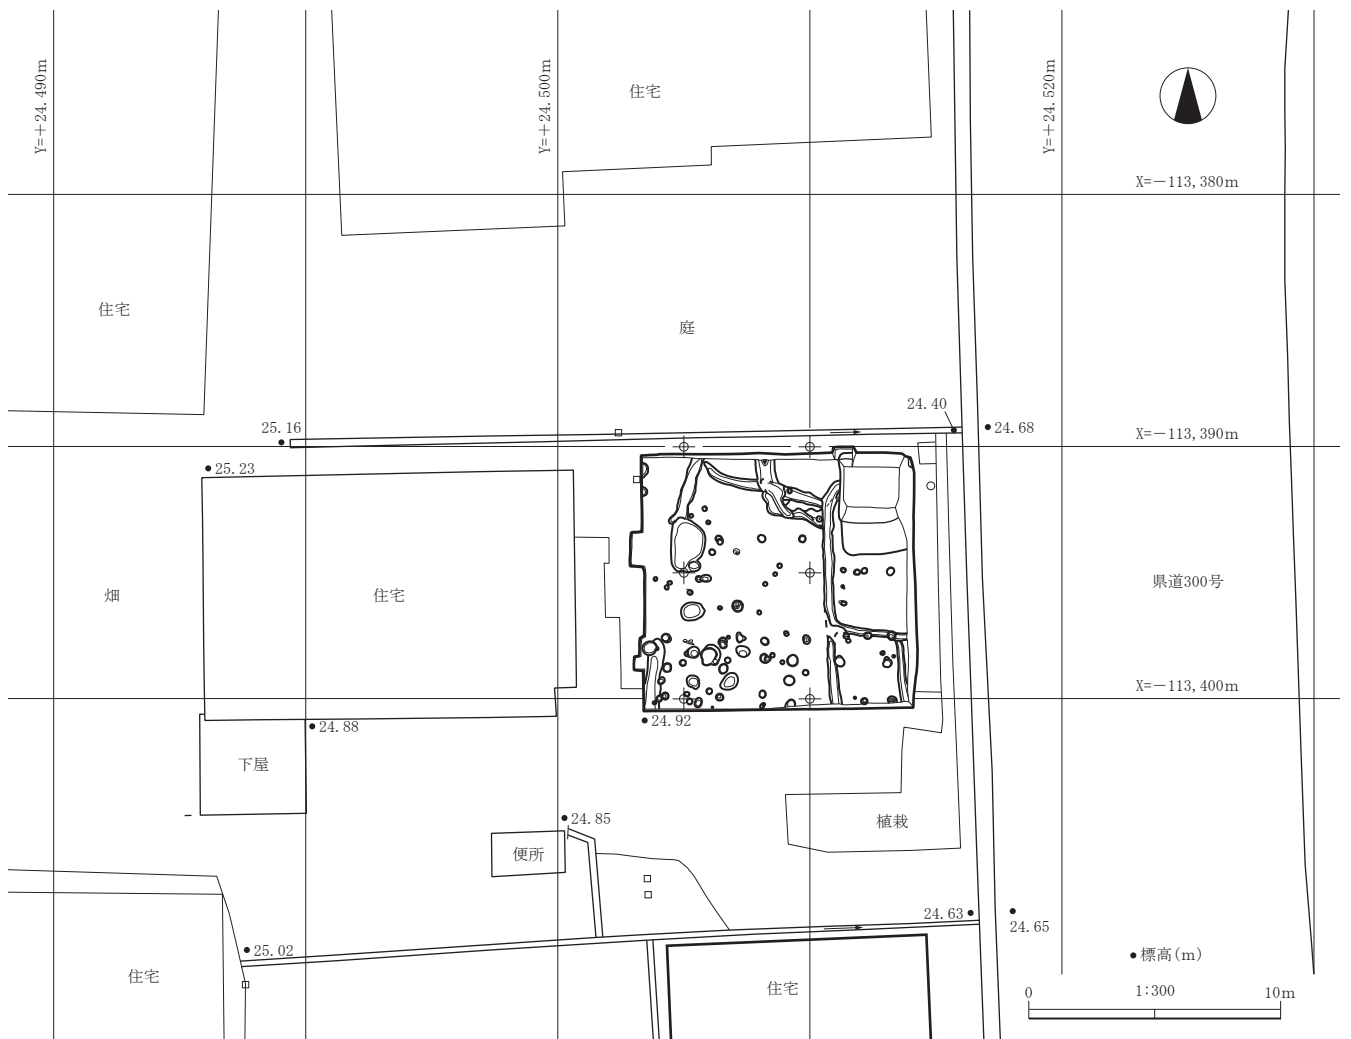 Y=＋24.490m
Y=＋24.500m
Y=＋24.520m
住宅
X=－113,380m
住宅
庭
24.40
25.16
24.68
X=－113,390m
25.23
畑
住宅
県道300号
X=－113,400m
24.88
24.92
下屋
24.85
植栽
便所
24.63
24.65
25.02
標高(m)
住宅
住宅
0
1:300
10m